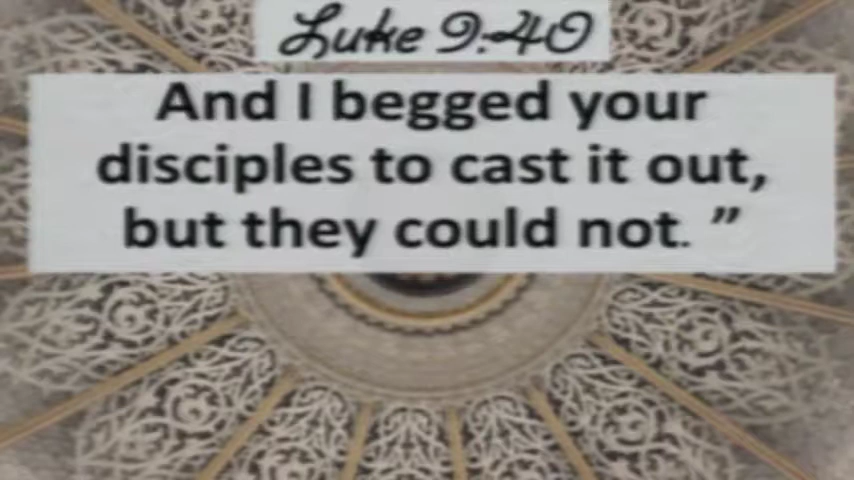 Luke 9:40
And I begged your
disciples to cast it out,
but they could not. ”